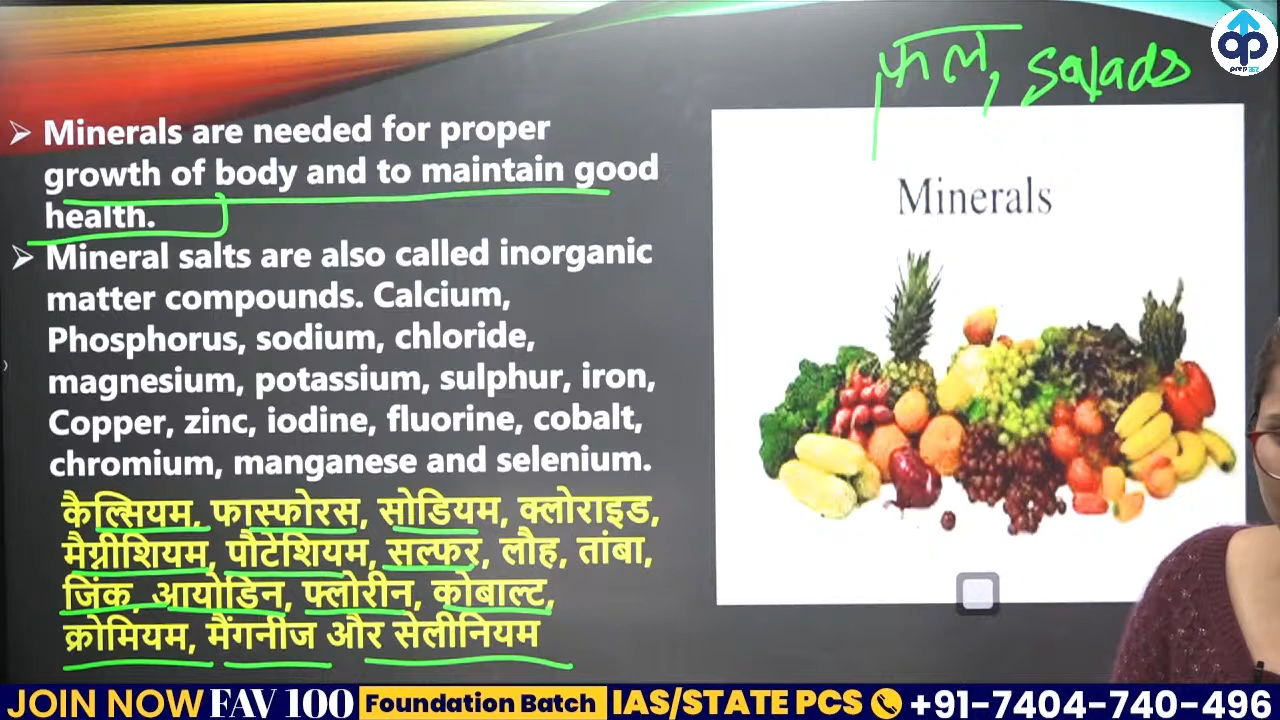 फल, Salads
Minerals are needed for proper
growth of body and to maintain good
health.
Mineral salts are also called inorganic
matter compounds. Calcium,
Phosphorus, sodium, chloride,
magnesium, potassium, sulphur, iron,
Copper, zinc, iodine, fluorine, cobalt,
chromium, manganese and selenium.
कैल्सियम, फास्फोरस, सोडियम, क्लोराइड,
मैग्नीशियम, पौटेशियम, सल्फर, लौह, तांबा,
जिंक, आयोडिन, फ्लोरीन, कोबाल्ट,
क्रोमियम, मैंगनीज और सेलीनियम
Minerals
JOIN NOW FAV 100 Foundation Batch IAS/STATE PCS +91-7404-740-496